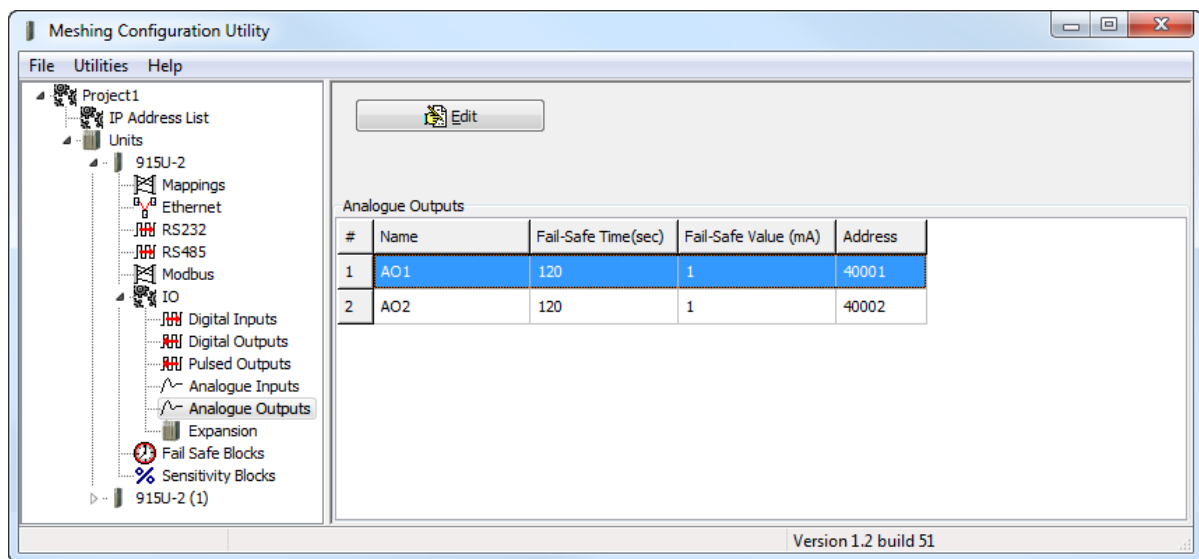 Meshing Configuration Utility
File Utilities Help
Project1
IP Address List
Units
915U-2
Mappings
Ethernet
RS232
RS485
Modbus
IO
Digital Inputs
Digital Outputs
Pulsed Outputs
Analogue Inputs
Analogue Outputs
Expansion
Fail Safe Blocks
Sensitivity Blocks
915U-2 (1)
Edit
Analogue Outputs
# Name Fail-Safe Time(sec) Fail-Safe Value (mA) Address
1 AO1 120 1 40001
2 AO2 120 1 40002
Version 1.2 build 51